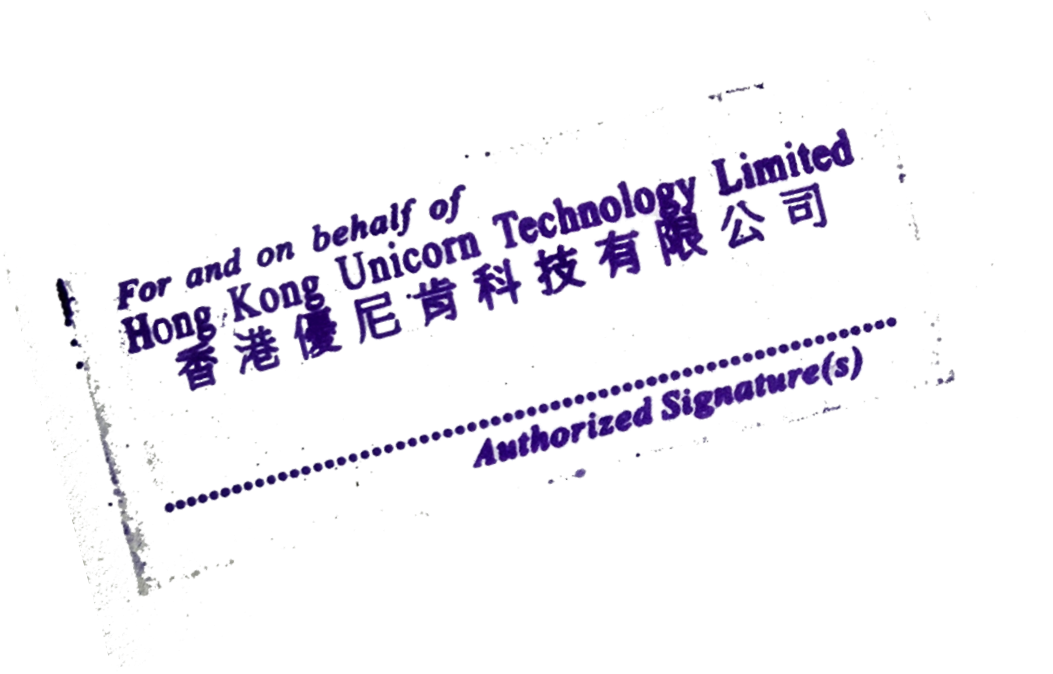 For and on behalf of
Hong Kong Unicorn Technology Limited
香港優尼肯科技有限公司
Authorized Signature(s)